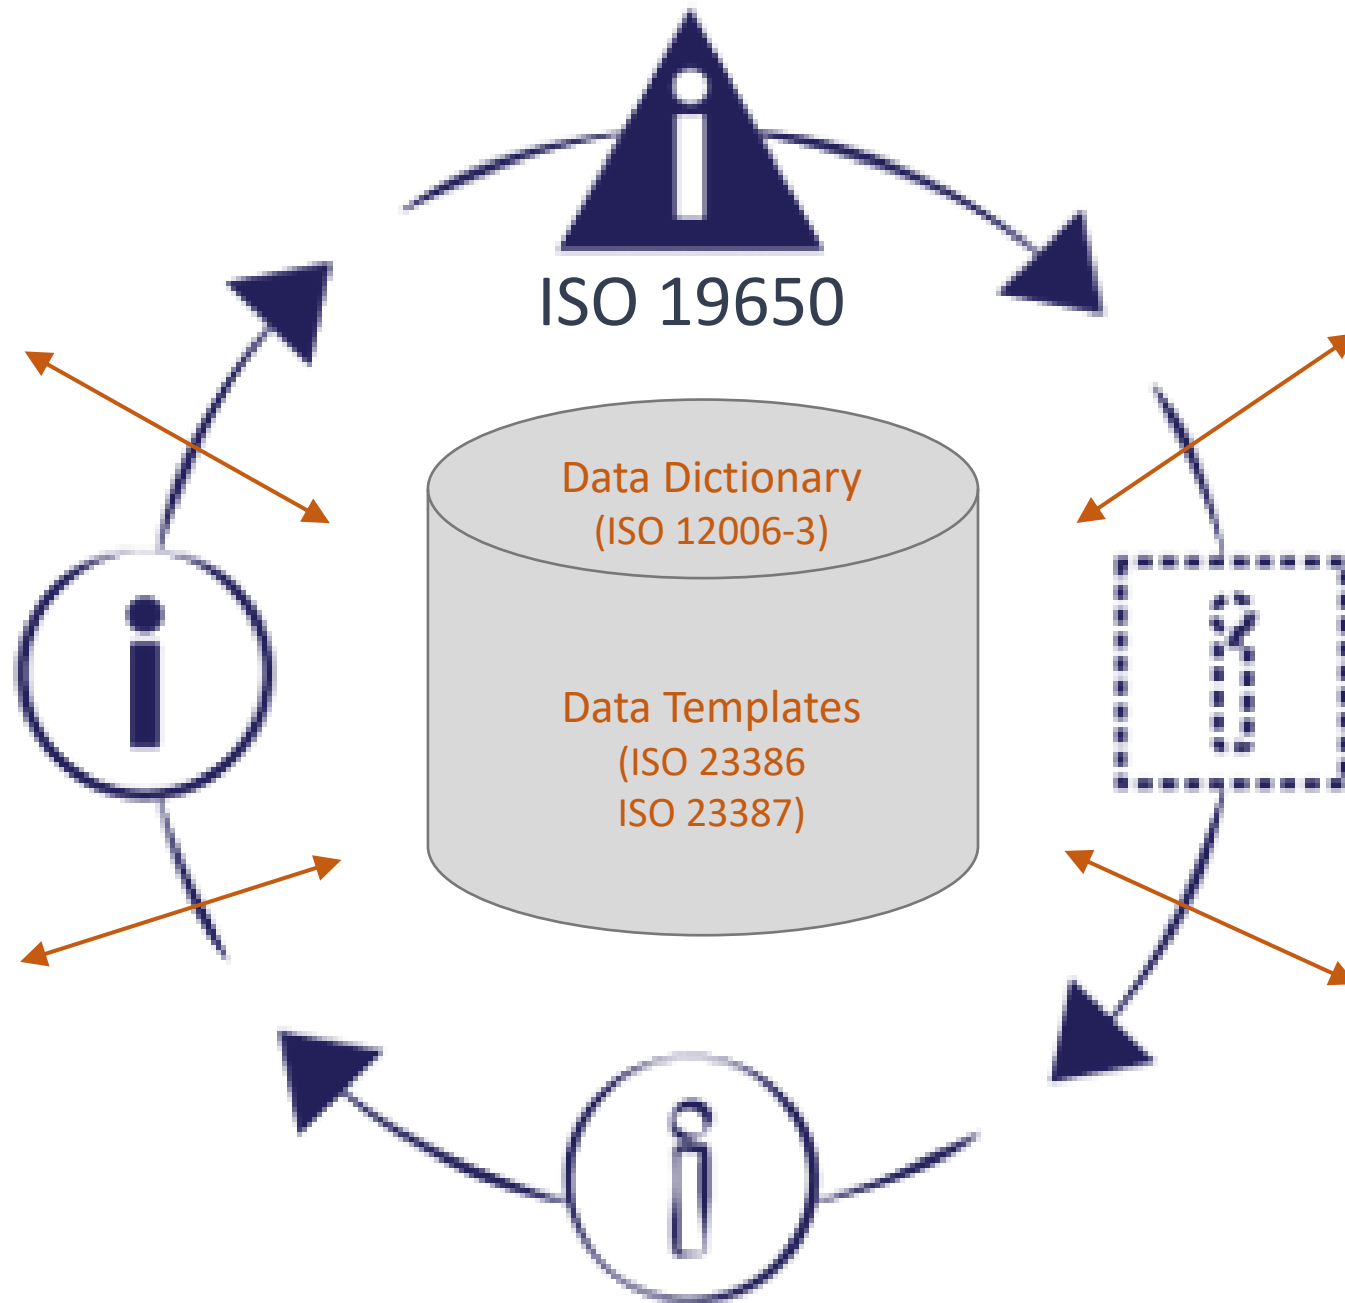 i
ISO 19650
Data Dictionary
(ISO 12006-3)
i
i
Data Templates
(ISO 23386
ISO 23387)
i